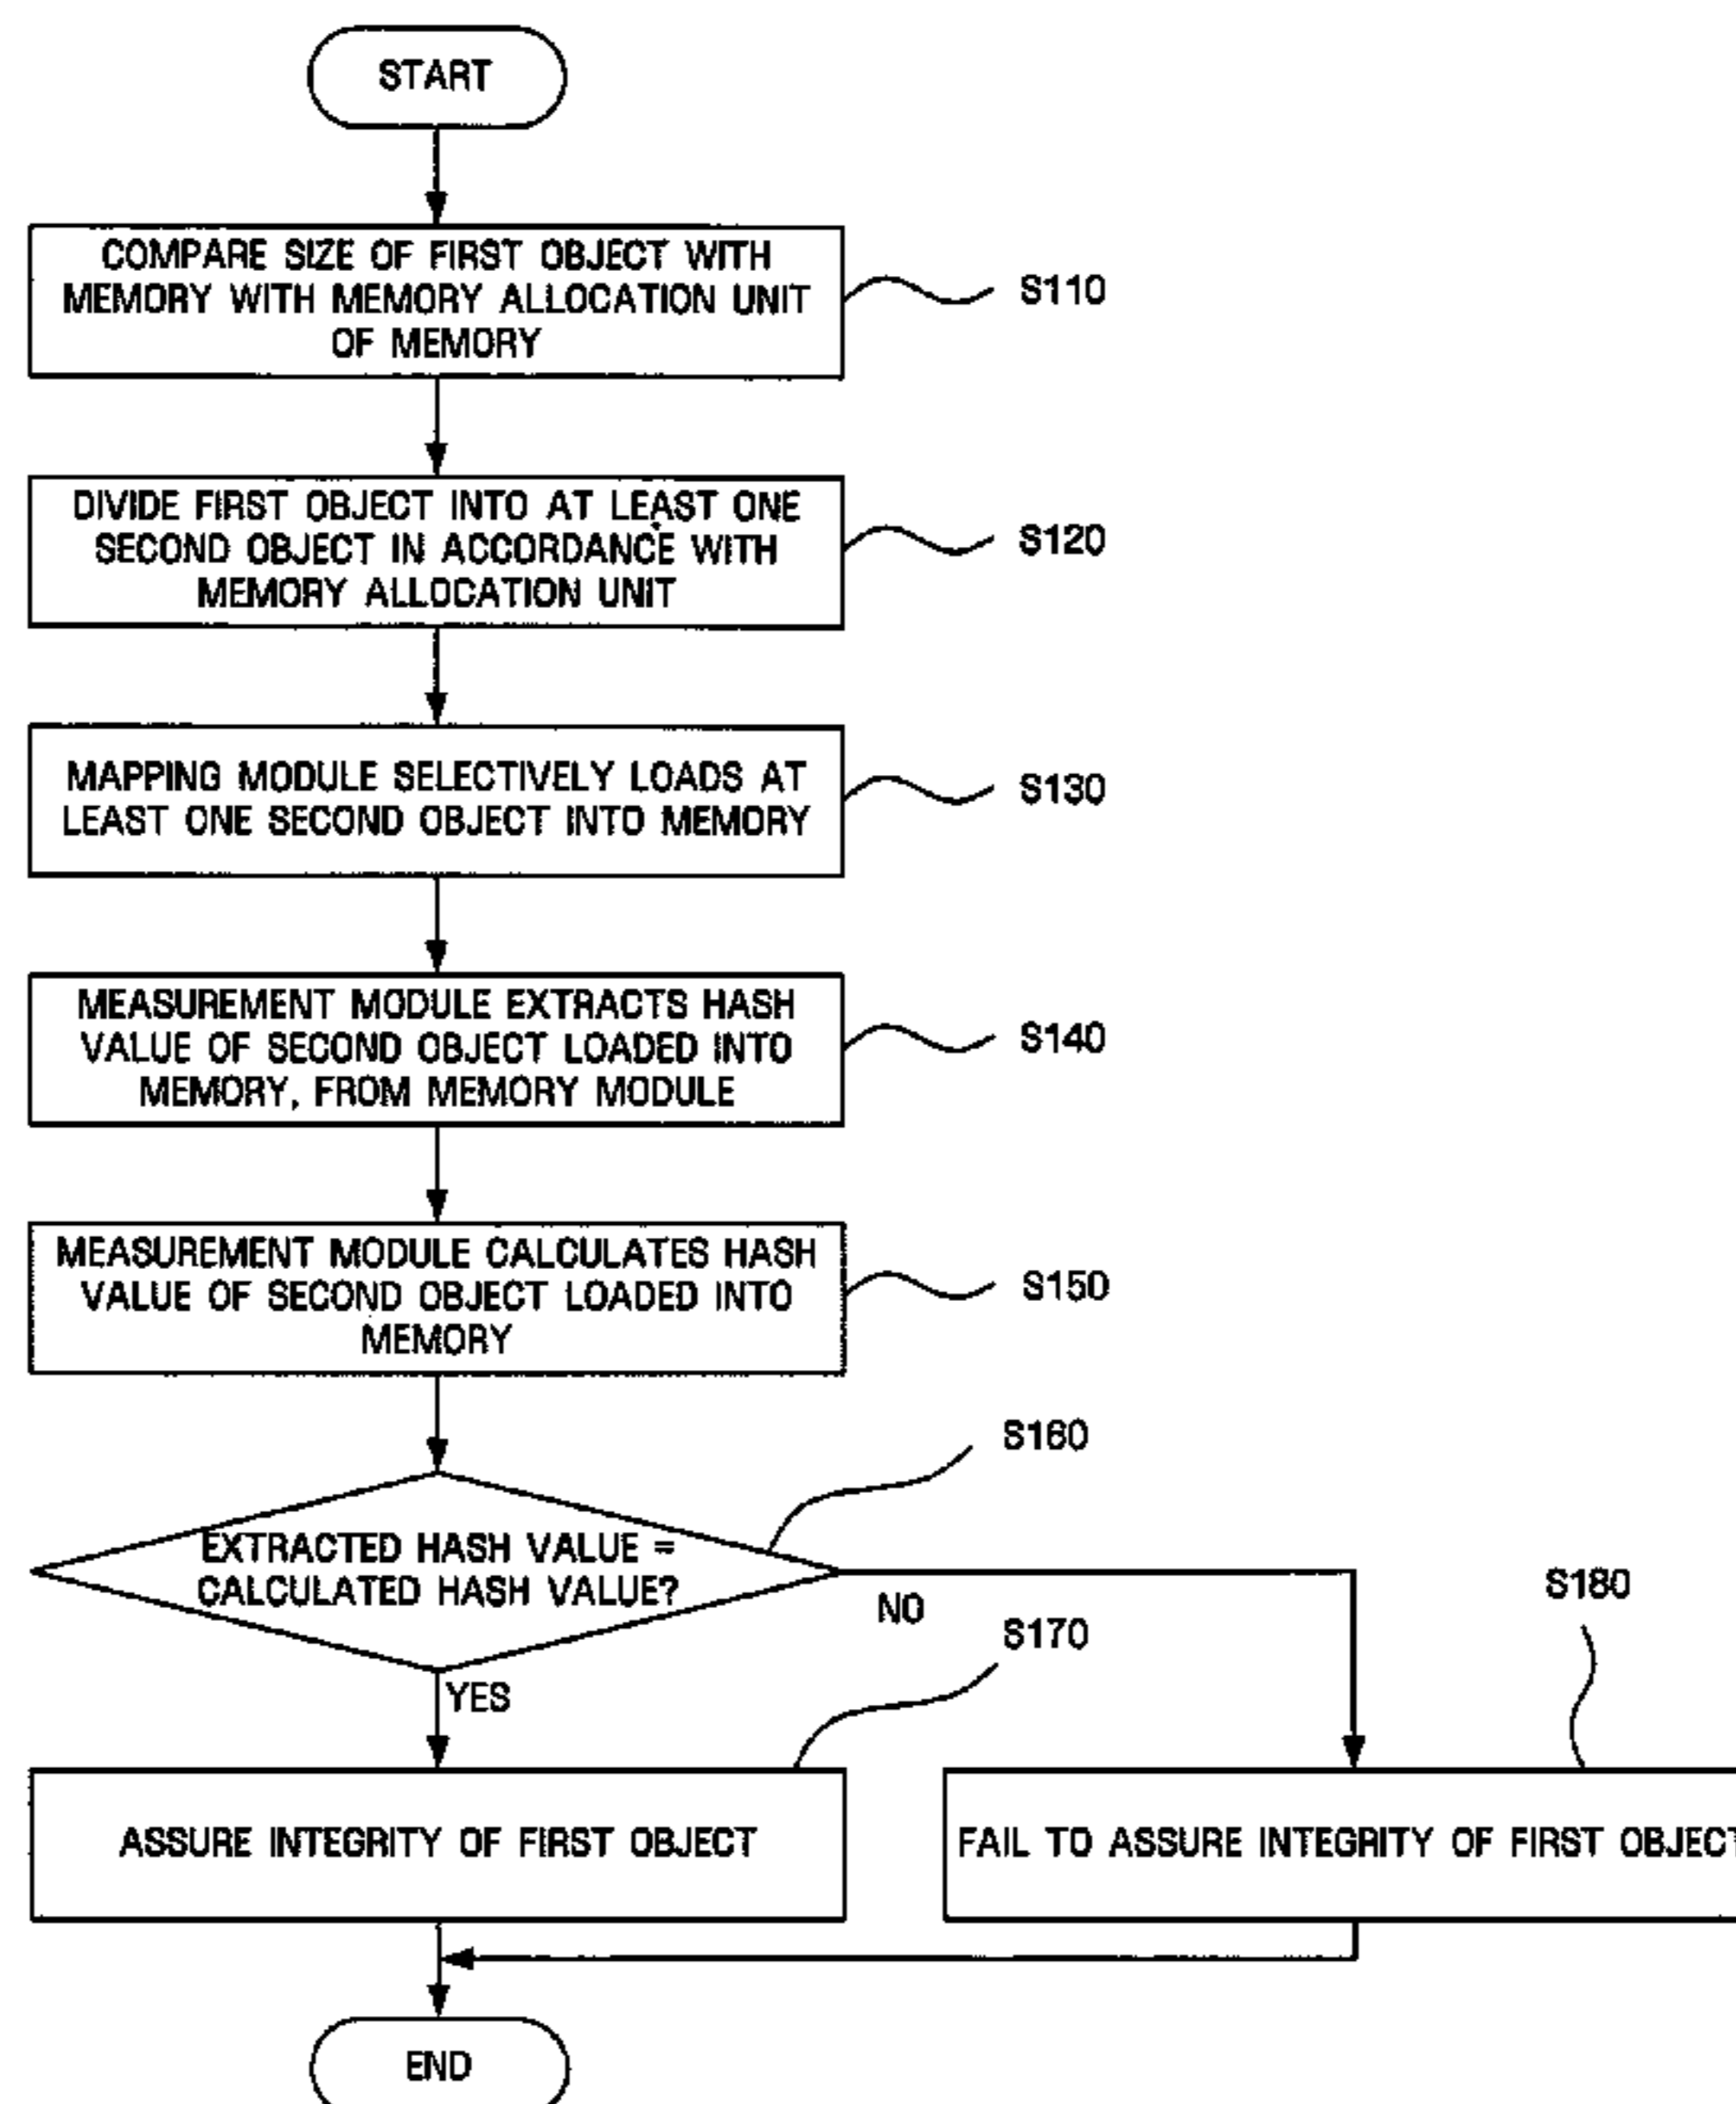 START
COMPARE SIZE OF FIRST OBJECT WITH
MEMORY WITH MEMORY ALLOCATION UNIT
OF MEMORY
S110
DIVIDE FIRST OBJECT INTO AT LEAST ONE
SECOND OBJECT IN ACCORDANCE WITH
MEMORY ALLOCATION UNIT
S120
MAPPING MODULE SELECTIVELY LOADS AT
LEAST ONE SECOND OBJECT INTO MEMORY
S130
MEASUREMENT MODULE EXTRACTS HASH
VALUE OF SECOND OBJECT LOADED INTO
MEMORY, FROM MEMORY MODULE
S140
MEASUREMENT MODULE CALCULATES HASH
VALUE OF SECOND OBJECT LOADED INTO
MEMORY
S150
S160
EXTRACTED HASH VALUE =
CALCULATED HASH VALUE?
NO
S180
S170
YES
ASSURE INTEGRITY OF FIRST OBJECT
FAIL TO ASSURE INTEGRITY OF FIRST OBJECT
END